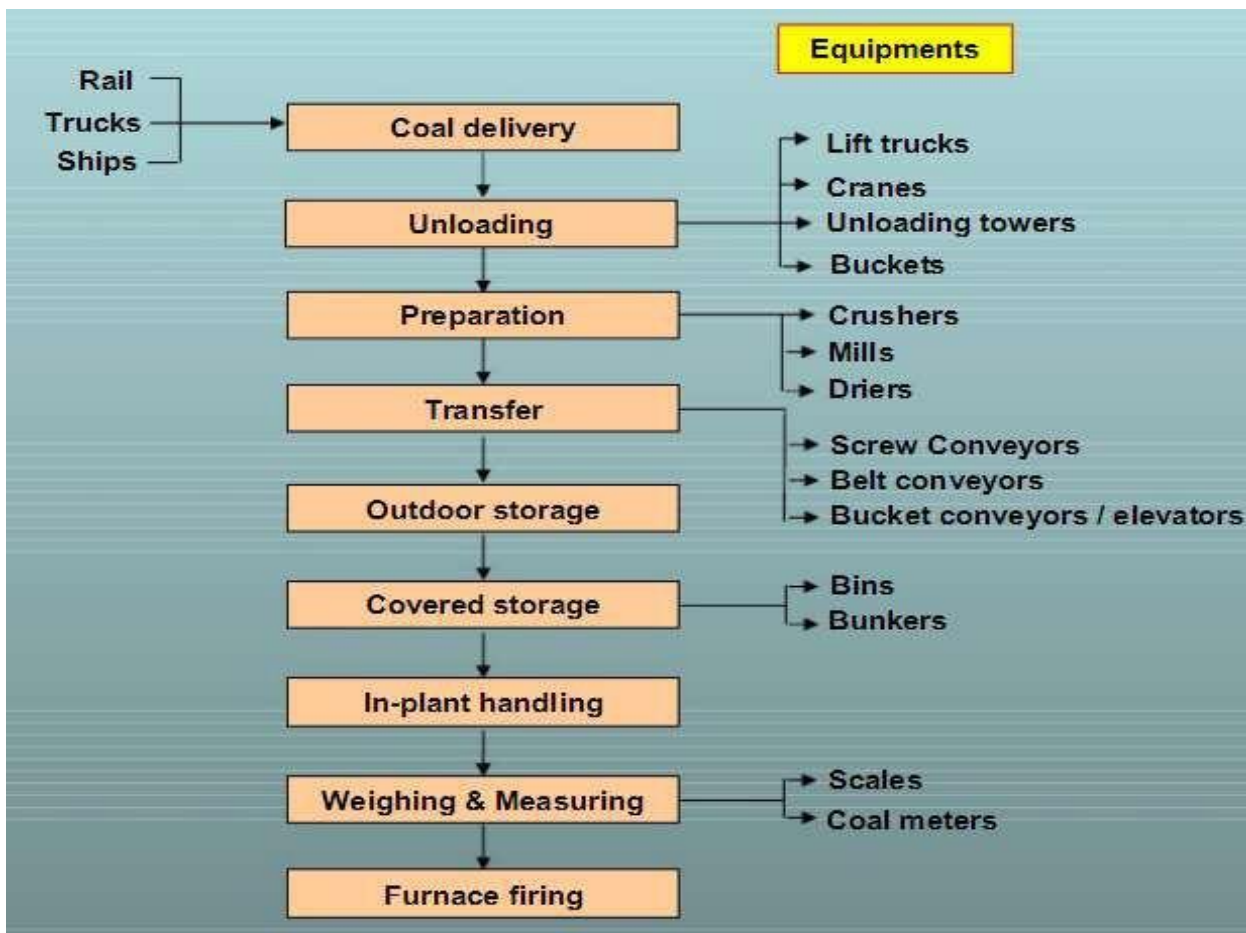 Equipments
Rail
Trucks
Ships
Coal delivery
Unloading
Lift trucks
Cranes
Unloading towers
Buckets
Preparation
Crushers
Mills
Driers
Transfer
Screw Conveyors
Belt conveyors
Bucket conveyors / elevators
Outdoor storage
Covered storage
Bins
Bunkers
In-plant handling
Weighing & Measuring
Scales
Coal meters
Furnace firing